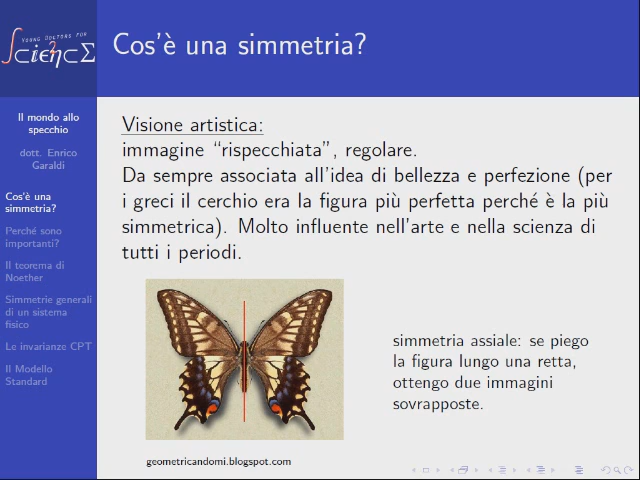 YOUNG DOCTORS FOR
Cos'è una simmetria?
Il mondo allo
specchio
dott. Enrico
Garaldi
Cos'è una
simmetria?
Perché sono
importanti?
Il teorema di
Noether
Simmetrie generali
di un sistema
fisico
Le invarianze CPT
Il Modello
Standard
Visione artistica:
immagine “rispecchiata”, regolare.
Da sempre associata all'idea di bellezza e perfezione (per
i greci il cerchio era la figura più perfetta perché è la più
simmetrica). Molto influente nell'arte e nella scienza di
tutti i periodi.
simmetria assiale: se piego
la figura lungo una retta,
ottengo due immagini
sovrapposte.
geometricandomi.blogspot.com